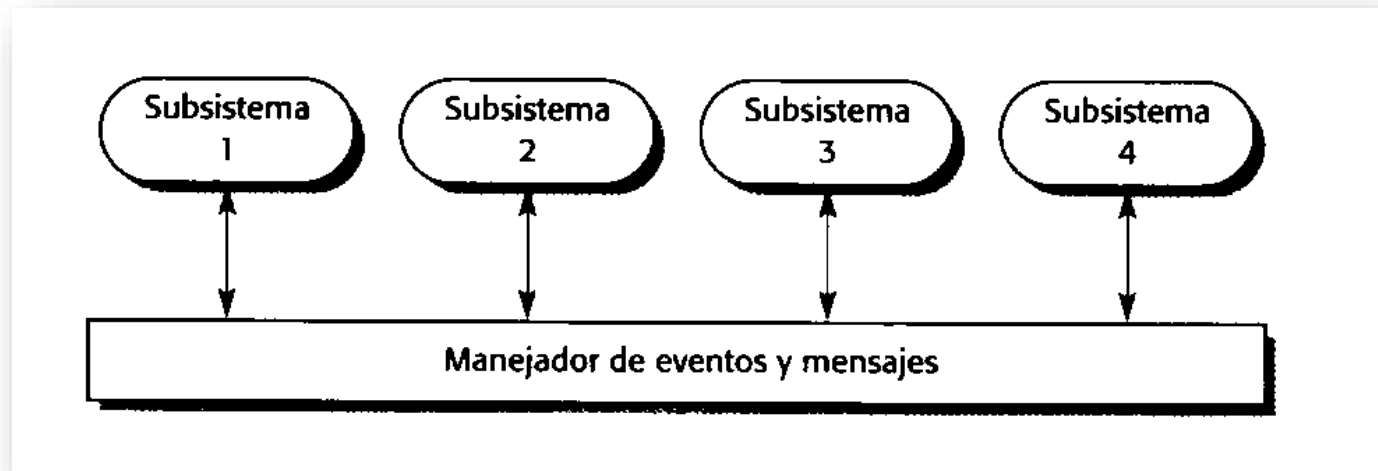 Subsistema
1
Subsistema
2
Subsistema
3
Subsistema
4
Manejador de eventos y mensajes